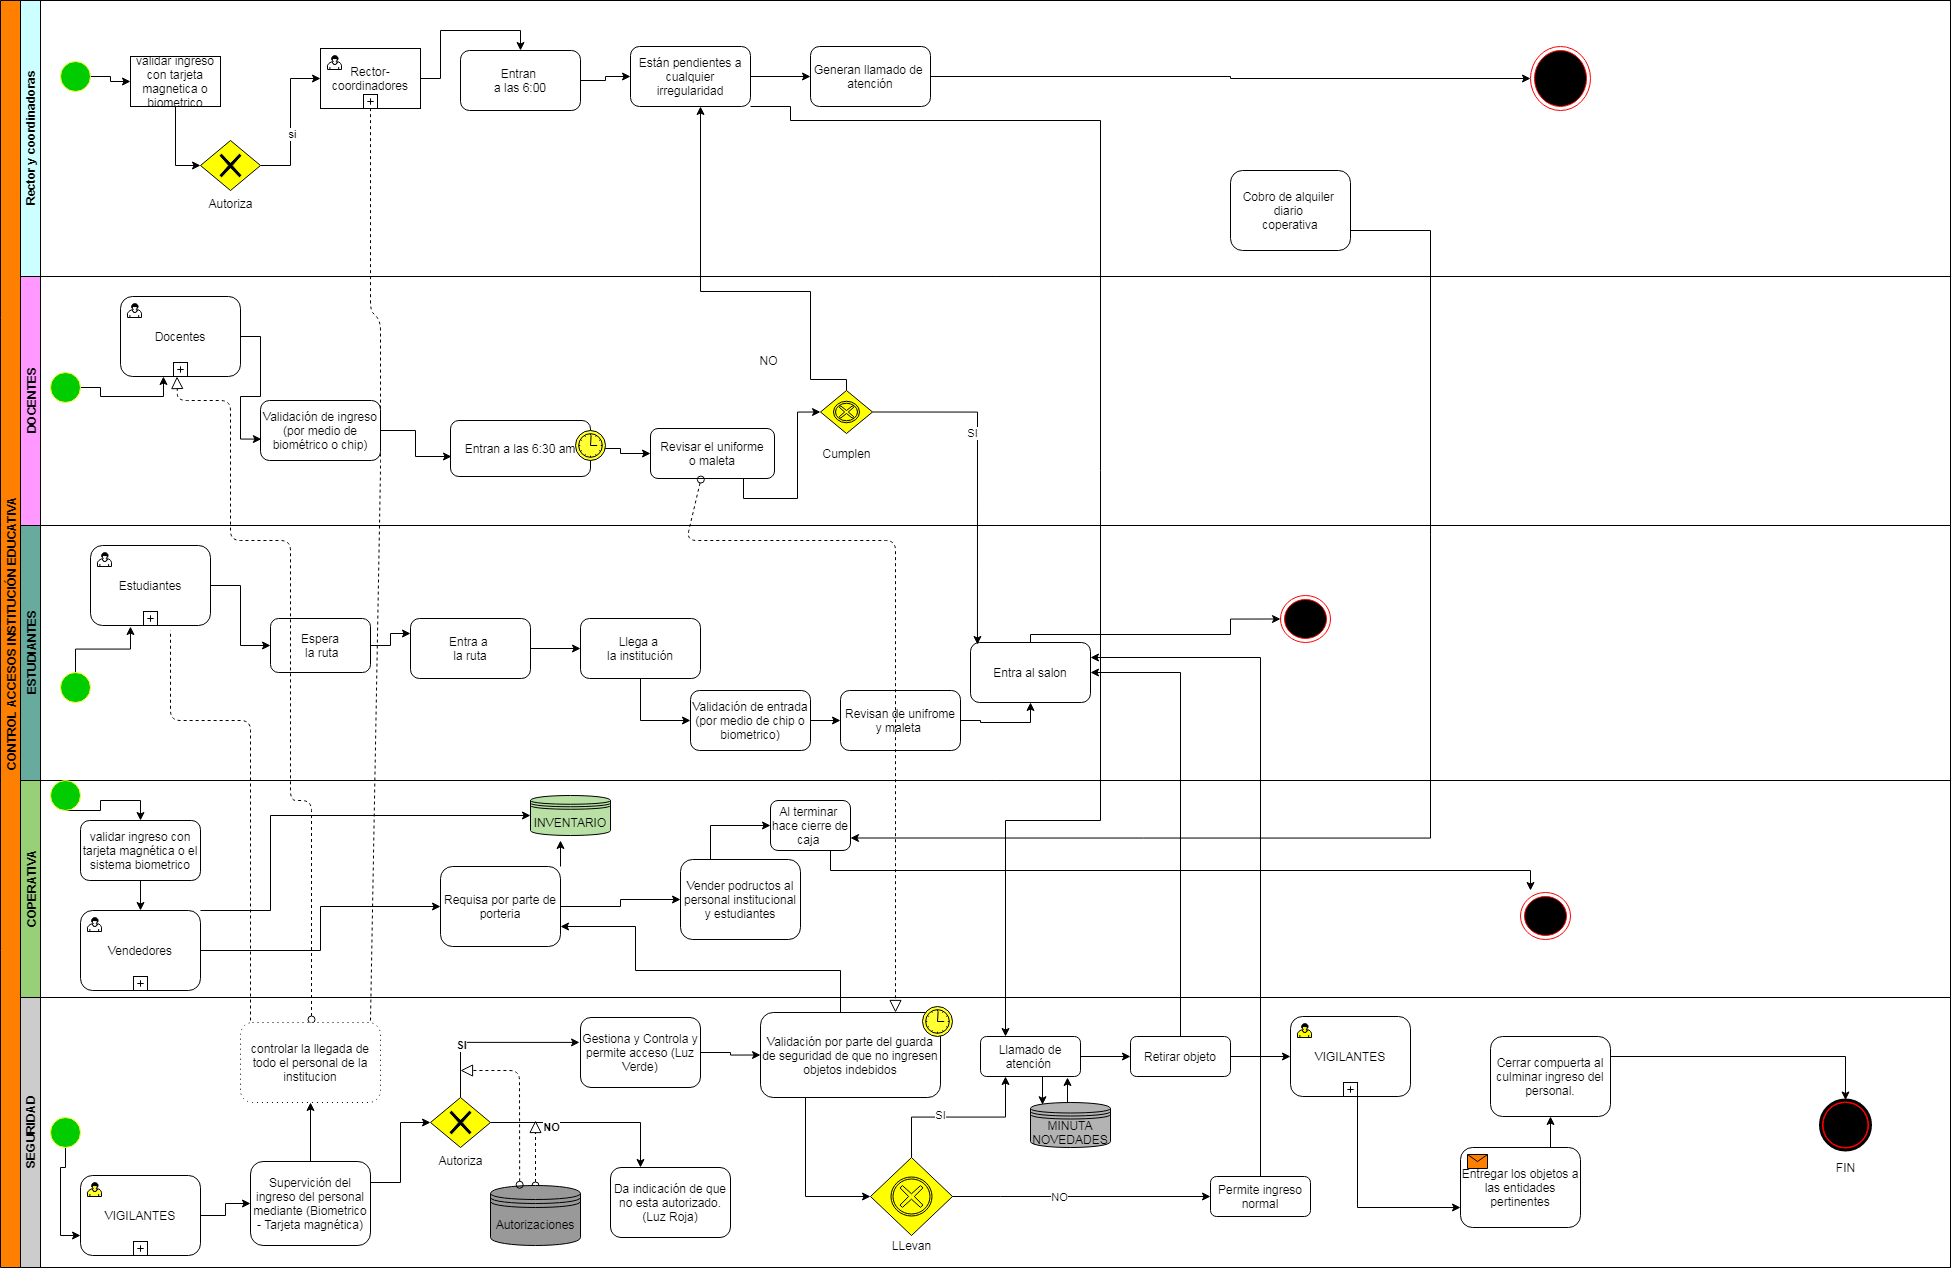 CONTROL ACCESOS INSTITUCIÓN EDUCATIVA
Rector y coordinadoras
validar ingreso
con tarjeta
magnetica o
biometrico
Autoriza
si
Rector-
coordinadores
Entran
a las 6:00
Están pendientes a
cualquier
irregularidad
Generan llamado de
atención
Cobro de alquiler
diario
coperativa
DOCENTES
Docentes
Validación de ingreso
(por medio de
biométrico o chip)
Entran a las 6:30 am
Revisar el uniforme
o maleta
NO
Cumplen
SI
ESTUDIANTES
Estudiantes
Espera
la ruta
Entra a
la ruta
Llega a
la institución
Validación de entrada
(por medio de chip o
biometrico)
Revisan de unifrome
y maleta
Entra al salon
COPERATIVA
validar ingreso con
tarjeta magnética o el
sistema biometrico
Vendedores
INVENTARIO
Requisa por parte de
porteria
Vender podructos al
personal institucional
y estudiantes
Al terminar
hace cierre de
caja
SEGURIDAD
controlar la llegada de
todo el personal de la
institucion
VIGILANTES
Supervición del
ingreso del personal
mediante (Biometrico
- Tarjeta magnética)
Autoriza
SI
NO
Gestiona y Controla y
permite acceso (Luz
Verde)
Autorizaciones
Da indicación de que
no esta autorizado.
(Luz Roja)
Validación por parte del guarda
de seguridad de que no ingresen
objetos indebidos
LLevan
SI
NO
Llamado de
atención
MINUTA
NOVEDADES
Retirar objeto
Permite ingreso
normal
VIGILANTES
Entregar los objetos a
las entidades
pertinentes
Cerrar compuerta al
culminar ingreso del
personal.
FIN